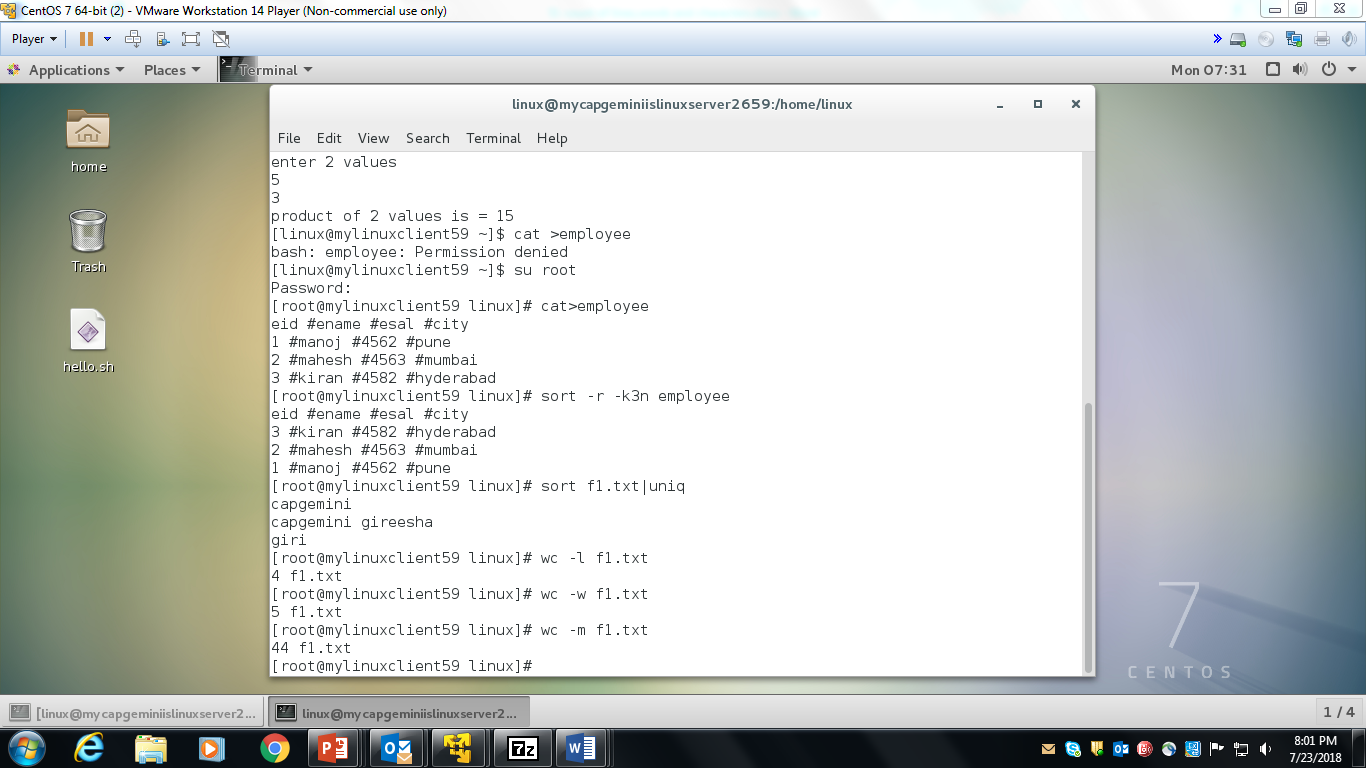 CentOS 7 64-bit (2) - VMware Workstation 14 Player (Non-commercial use only)
Player
Applications Places Terminal Mon 07:31
home
Trash
hello.sh
linux@mycapgeminiislinuxserver2659:/home/linux
File Edit View Search Terminal Help
enter 2 values
5
3
product of 2 values is = 15
[linux@mylinuxclient59 ~]$ cat >employee
bash: employee: Permission denied
[linux@mylinuxclient59 ~]$ su root
Password:
[root@mylinuxclient59 linux]# cat>employee
eid #ename #esal #city
1 #manoj #4562 #pune
2 #mahesh #4563 #mumbai
3 #kiran #4582 #hyderabad
[root@mylinuxclient59 linux]# sort -r -k3n employee
eid #ename #esal #city
3 #kiran #4582 #hyderabad
2 #mahesh #4563 #mumbai
1 #manoj #4562 #pune
[root@mylinuxclient59 linux]# sort f1.txt|uniq
capgemini
capgemini gireesha
giri
[root@mylinuxclient59 linux]# wc -l f1.txt
4 f1.txt
[root@mylinuxclient59 linux]# wc -w f1.txt
5 f1.txt
[root@mylinuxclient59 linux]# wc -m f1.txt
44 f1.txt
[root@mylinuxclient59 linux]#
7
CENTOS
[linux@mycapgeminiislinuxserver2... linux@mycapgeminiislinuxserver2... 1 / 4
8:01 PM
7/23/2018